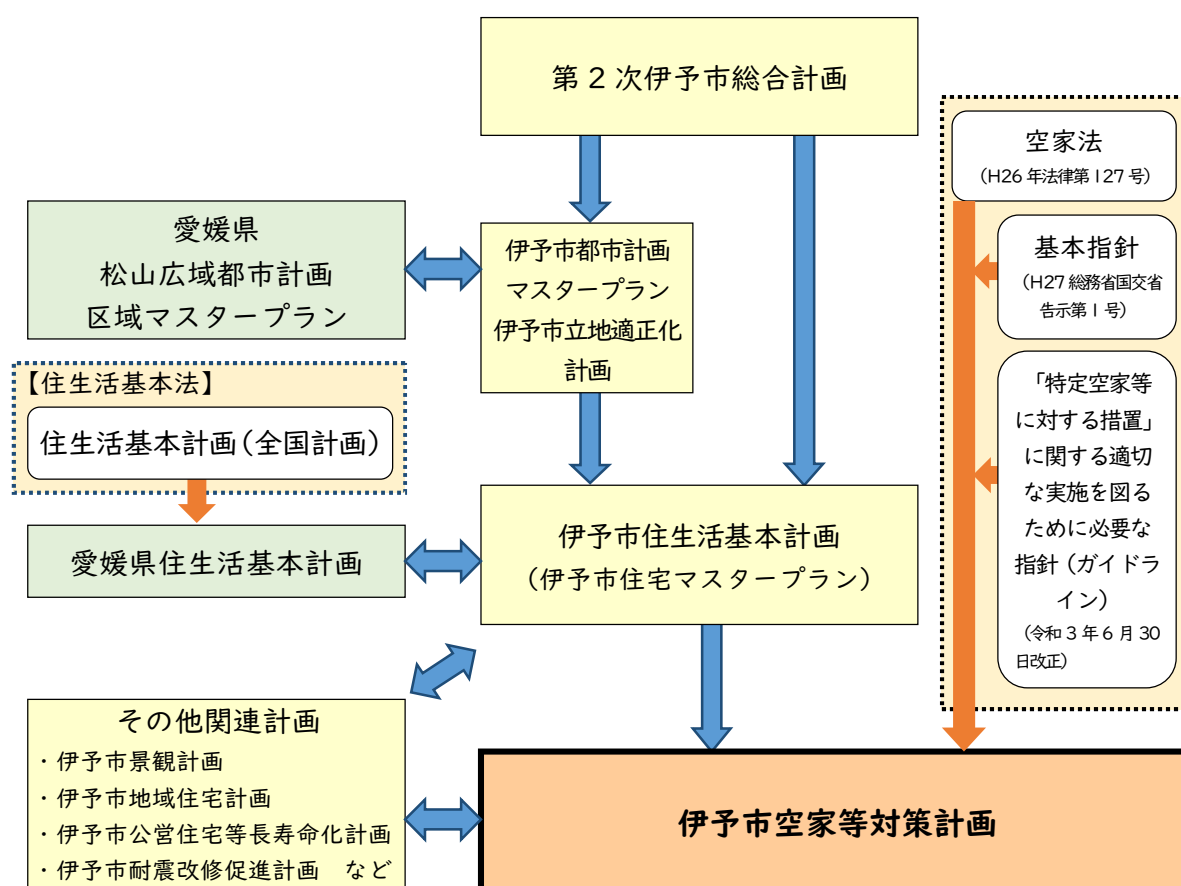 第2次伊予市総合計画
空家法
(H26年法律第127号)
愛媛県
松山広域都市計画
区域マスタープラン
伊予市都市計画
マスタープラン
伊予市立地適正化
計画
基本指針
(H27総務省国交省
告示第1号)
【住生活基本法】
住生活基本計画(全国計画)
「特定空家等
に対する措置」
に関する適切
な実施を図る
ために必要な
指針(ガイドラ
イン)
(令和3年6月30
日改正)
愛媛県住生活基本計画
伊予市住生活基本計画
(伊予市住宅マスタープラン)
その他関連計画
・伊予市景観計画
・伊予市地域住宅計画
・伊予市公営住宅等長寿命化計画
・伊予市耐震改修促進計画 など
伊予市空家等対策計画